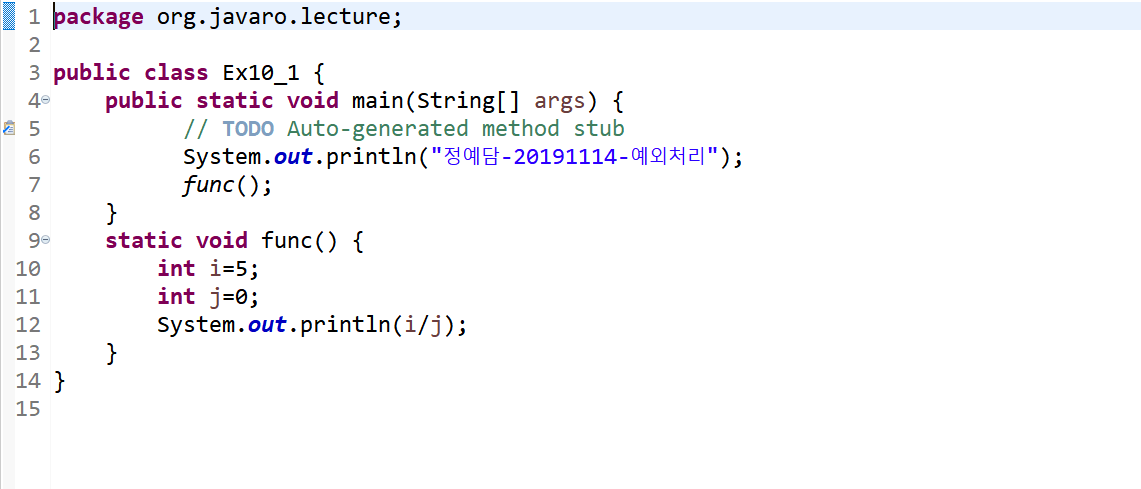 1 package org.javaro.lecture;
2
3 public class Ex10_1 {
4     public static void main(String[] args) {
5           // TODO Auto-generated method stub
6           System.out.println("정예담-20191114-예외처리");
7           func();
8     }
9     static void func() {
10         int i=5;
11         int j=0;
12         System.out.println(i/j);
13     }
14 }
15